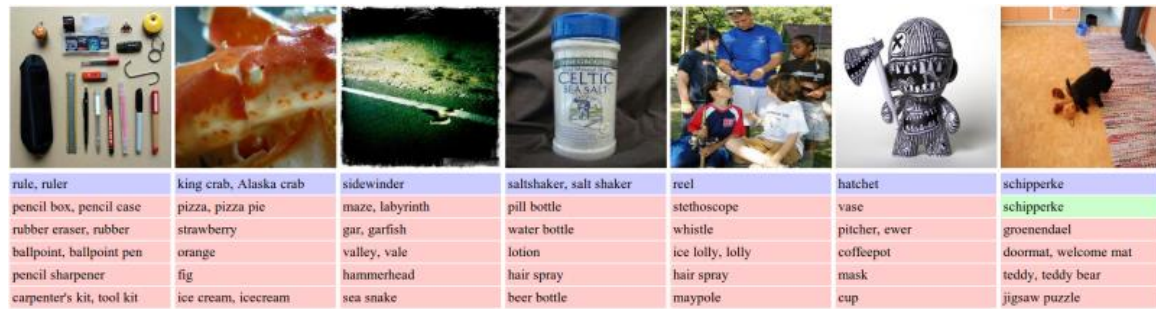 FINE GROUND
CELTIC
SEA SALT
rule, ruler
king crab, Alaska crab
sidewinder
saltshaker, salt shaker
reel
hatchet
schipperke
pencil box, pencil case
pizza, pizza pie
maze, labyrinth
pill bottle
stethoscope
vase
schipperke
rubber eraser, rubber
strawberry
gar, garfish
water bottle
whistle
pitcher, ewer
groenendael
ballpoint, ballpoint pen
orange
valley, vale
lotion
ice lolly, lolly
coffeepot
doormat, welcome mat
pencil sharpener
fig
hammerhead
hair spray
hair spray
mask
teddy, teddy bear
carpenter's kit, tool kit
ice cream, icecream
sea snake
beer bottle
maypole
cup
jigsaw puzzle